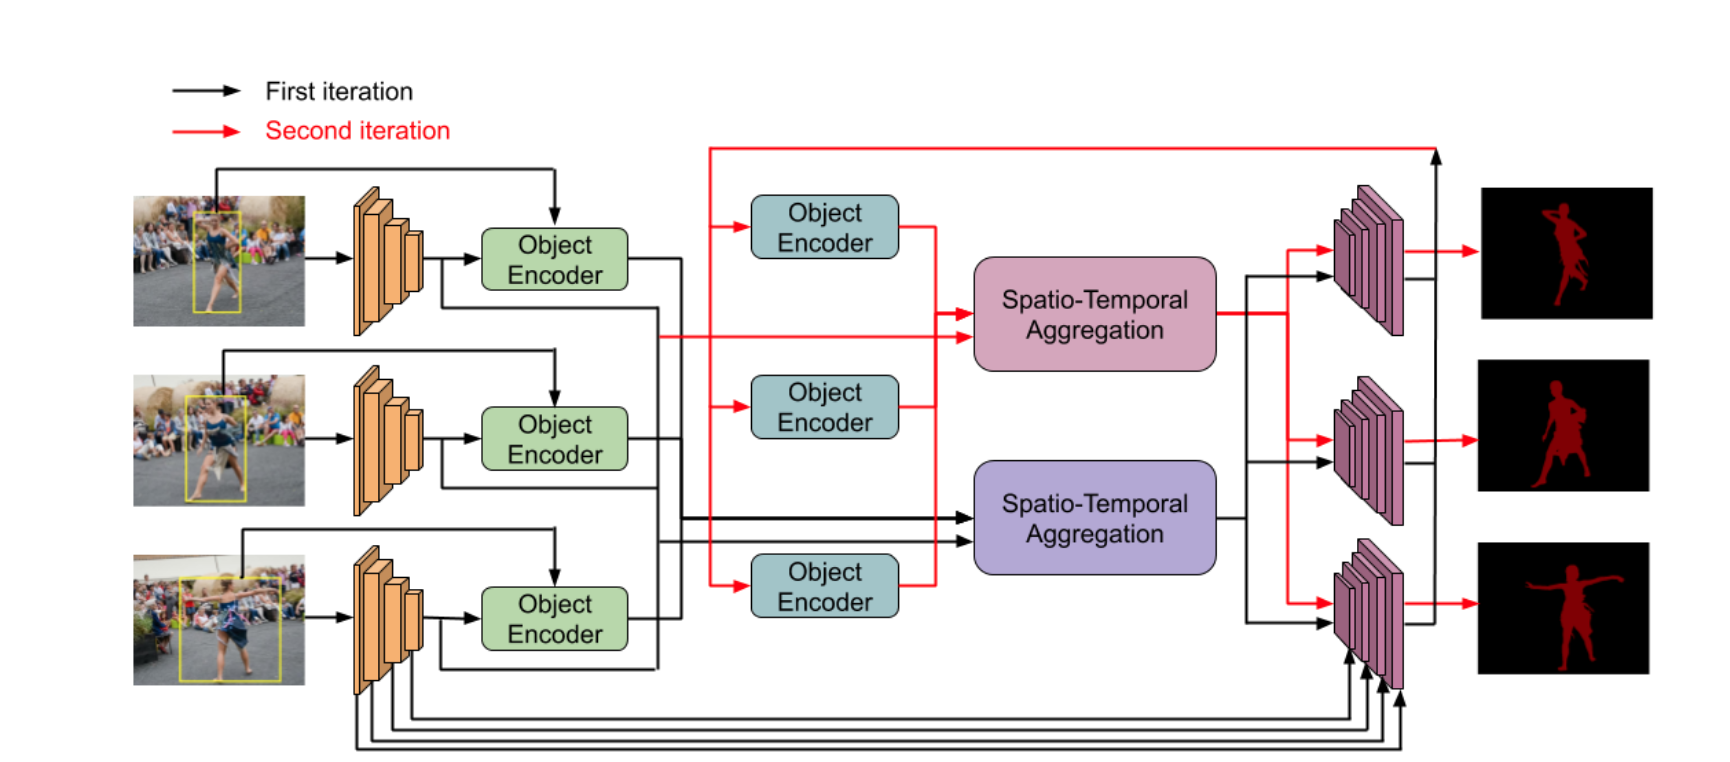 First iteration
Second iteration
Object
Encoder
Object
Encoder
Object
Encoder
Object
Encoder
Object
Encoder
Object
Encoder
Spatio-Temporal
Aggregation
Spatio-Temporal
Aggregation